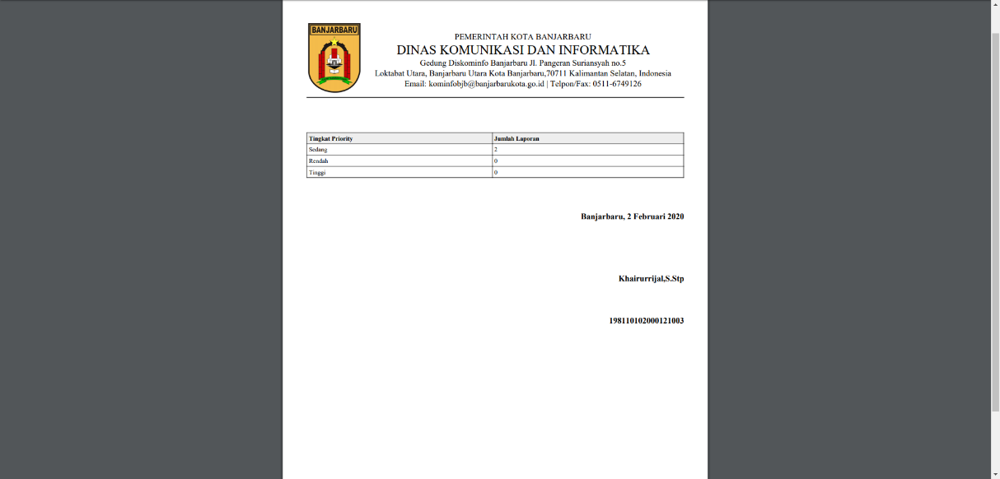 BANJARBARU
PEMERINTAH KOTA BANJARBARU
DINAS KOMUNIKASI DAN INFORMATIKA
Gedung Diskominfo Banjarbaru Jl. Pangeran Suriansyah no.5
Loktabat Utara, Banjarbaru Utara Kota Banjarbaru,70711 Kalimantan Selatan, Indonesia
Email: kominfobjb@banjarbarukota.go.id | Telpon/Fax: 0511-6749126
Tingkat Priority Jumlah Laporan
Sedang 2
Rendah 0
Tinggi 0
Banjarbaru, 2 Februari 2020
Khairurrijal,S.Stp
198110102000121003